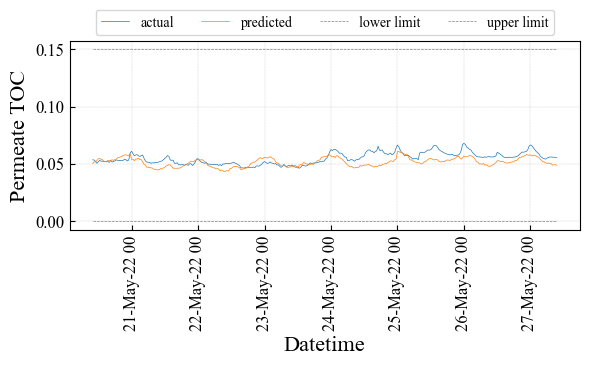 actual predicted lower limit upper limit
Permeate TOC
0.15
0.10
0.05
0.00
21-May-22 00
22-May-22 00
23-May-22 00
24-May-22 00
25-May-22 00
26-May-22 00
27-May-22 00
Datetime